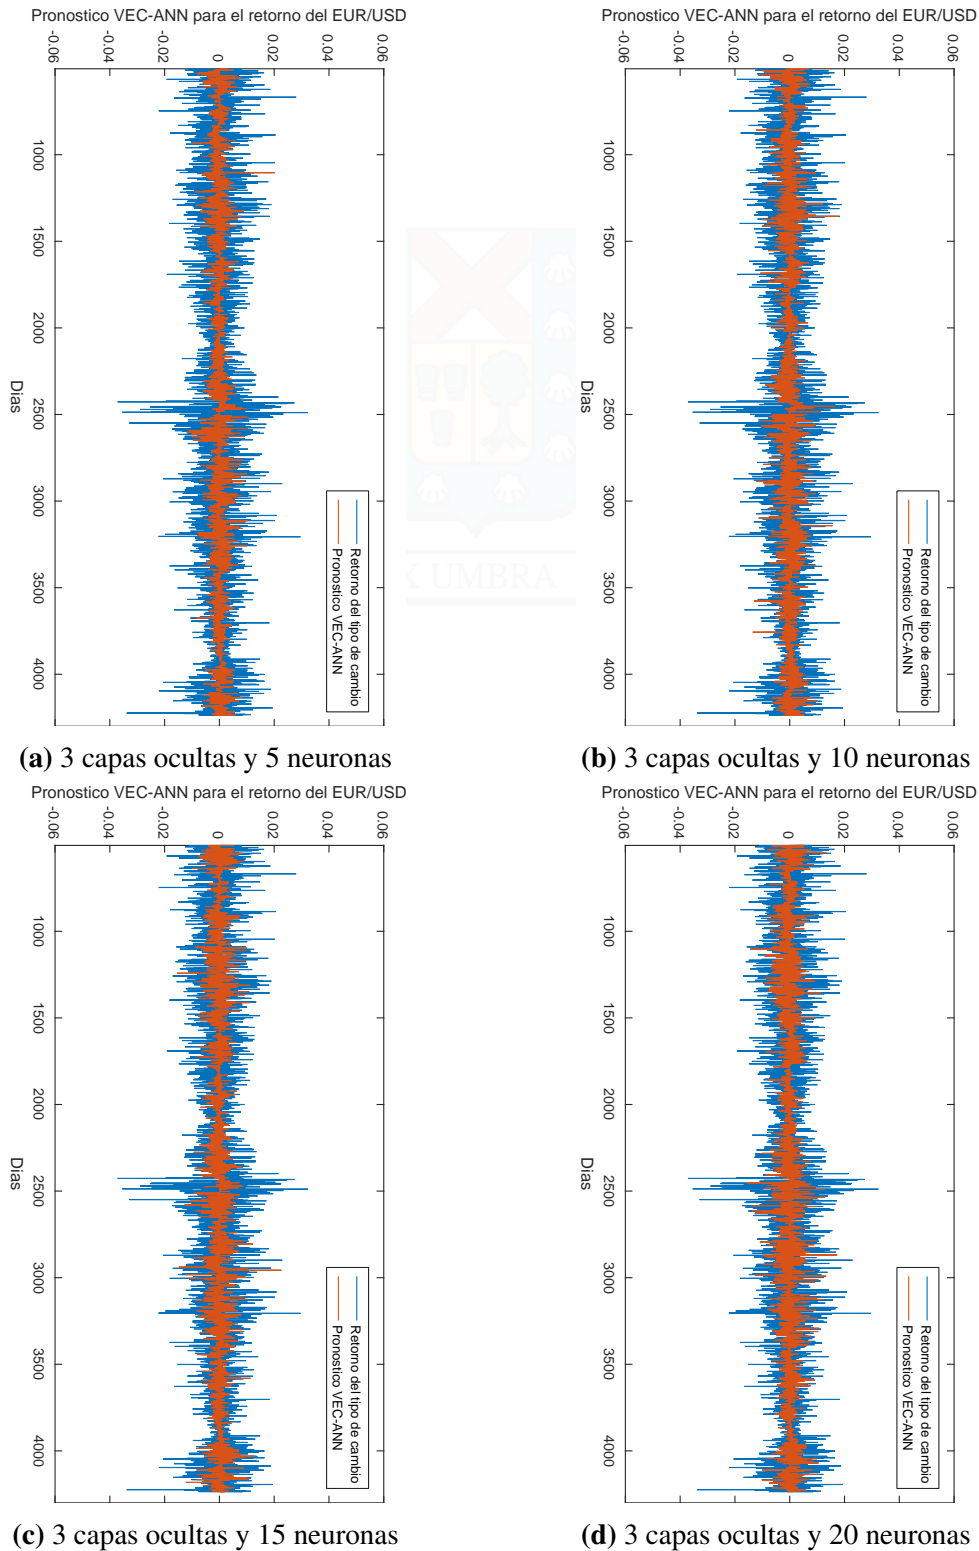 Pronostico VEC-ANN para el retorno del EUR/USD
-0.06 -0.04 -0.02 0 0.02 0.04 0.06
1000
1500
2000
2500
3000
3500
4000
Dias
Retorno del tipo de cambio
Pronostico VEC-ANN
(a) 3 capas ocultas y 5 neuronas
Pronostico VEC-ANN para el retorno del EUR/USD
-0.06 -0.04 -0.02 0 0.02 0.04 0.06
1000
1500
2000
2500
3000
3500
4000
Dias
Retorno del tipo de cambio
Pronostico VEC-ANN
(b) 3 capas ocultas y 10 neuronas
X UMBRA
Pronostico VEC-ANN para el retorno del EUR/USD
-0.06 -0.04 -0.02 0 0.02 0.04 0.06
1000
1500
2000
2500
3000
3500
4000
Dias
Retorno del tipo de cambio
Pronostico VEC-ANN
(c) 3 capas ocultas y 15 neuronas
Pronostico VEC-ANN para el retorno del EUR/USD
-0.06 -0.04 -0.02 0 0.02 0.04 0.06
1000
1500
2000
2500
3000
3500
4000
Dias
Retorno del tipo de cambio
Pronostico VEC-ANN
(d) 3 capas ocultas y 20 neuronas